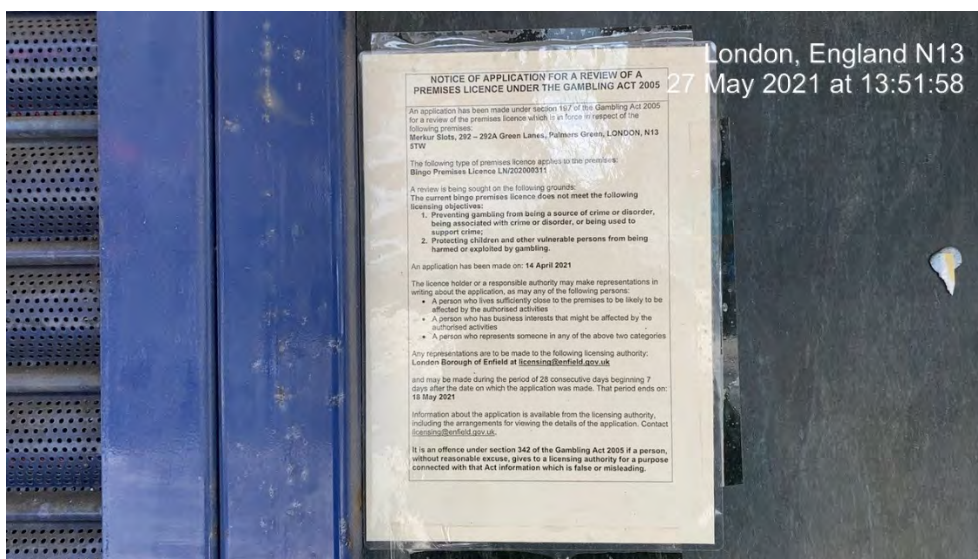 London, England N13
27 May 2021 at 13:51:58
NOTICE OF APPLICATION FOR A REVIEW OF A
PREMISES LICENCE UNDER THE GAMBLING ACT 2005
An application has been made under section 197 of the Gambling Act 2005
for a review of the premises licence which is in force in respect of the
following premises:
Merkur Slots, 292 – 292A Green Lanes, Palmers Green, LONDON, N13
5TW
The following type of premises licence applies to the premises:
Bingo Premises Licence LN/202000311
A review is being sought on the following grounds:
The current bingo premises licence does not meet the following
licensing objectives:
1. Preventing gambling from being a source of crime or disorder,
being associated with crime or disorder, or being used to
support crime;
2. Protecting children and other vulnerable persons from being
harmed or exploited by gambling.
An application has been made on: 14 April 2021
The licence holder or a responsible authority may make representations in
writing about the application, as may any of the following persons:
• A person who lives sufficiently close to the premises to be likely to be
affected by the authorised activities
• A person who has business interests that might be affected by the
authorised activities
• A person who represents someone in any of the above two categories
Any representations are to be made to the following licensing authority:
London Borough of Enfield at licensing@enfield.gov.uk
and may be made during the period of 28 consecutive days beginning 7
days after the date on which the application was made. That period ends on:
18 May 2021
Information about the application is available from the licensing authority,
including the arrangements for viewing the details of the application. Contact
licensing@enfield.gov.uk.
It is an offence under section 342 of the Gambling Act 2005 if a person,
without reasonable excuse, gives to a licensing authority for a purpose
connected with that Act information which is false or misleading.